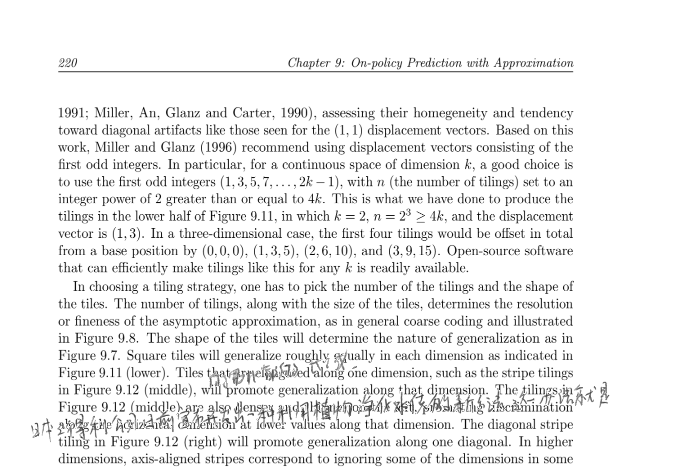 220
Chapter 9: On-policy Prediction with Approximation
1991; Miller, An, Glanz and Carter, 1990), assessing their homegeneity and tendency
toward diagonal artifacts like those seen for the (1, 1) displacement vectors. Based on this
work, Miller and Glanz (1996) recommend using displacement vectors consisting of the
first odd integers. In particular, for a continuous space of dimension k, a good choice is
to use the first odd integers (1, 3, 5, 7, . . . , 2k − 1), with n (the number of tilings) set to an
integer power of 2 greater than or equal to 4k. This is what we have done to produce the
tilings in the lower half of Figure 9.11, in which k = 2, n = 2³ ≥ 4k, and the displacement
vector is (1, 3). In a three-dimensional case, the first four tilings would be offset in total
from a base position by (0, 0, 0), (1, 3, 5), (2, 6, 10), and (3, 9, 15). Open-source software
that can efficiently make tilings like this for any k is readily available.
In choosing a tiling strategy, one has to pick the number of the tilings and the shape of
the tiles. The number of tilings, along with the size of the tiles, determines the resolution
or fineness of the asymptotic approximation, as in general coarse coding and illustrated
in Figure 9.8. The shape of the tiles will determine the nature of generalization as in
Figure 9.7. Square tiles will generalize roughly equally in each dimension as indicated in
Figure 9.11 (lower). Tiles that are elongated along one dimension, such as the stripe tilings
in Figure 9.12 (middle), will promote generalization along that dimension. The tilings in
Figure 9.12 (middle) are also denser and thinner on the left, promoting discrimination
along the horizontal dimension at lower values along that dimension. The diagonal stripe
tiling in Figure 9.12 (right) will promote generalization along one diagonal. In higher
dimensions, axis-aligned stripes correspond to ignoring some of the dimensions in some